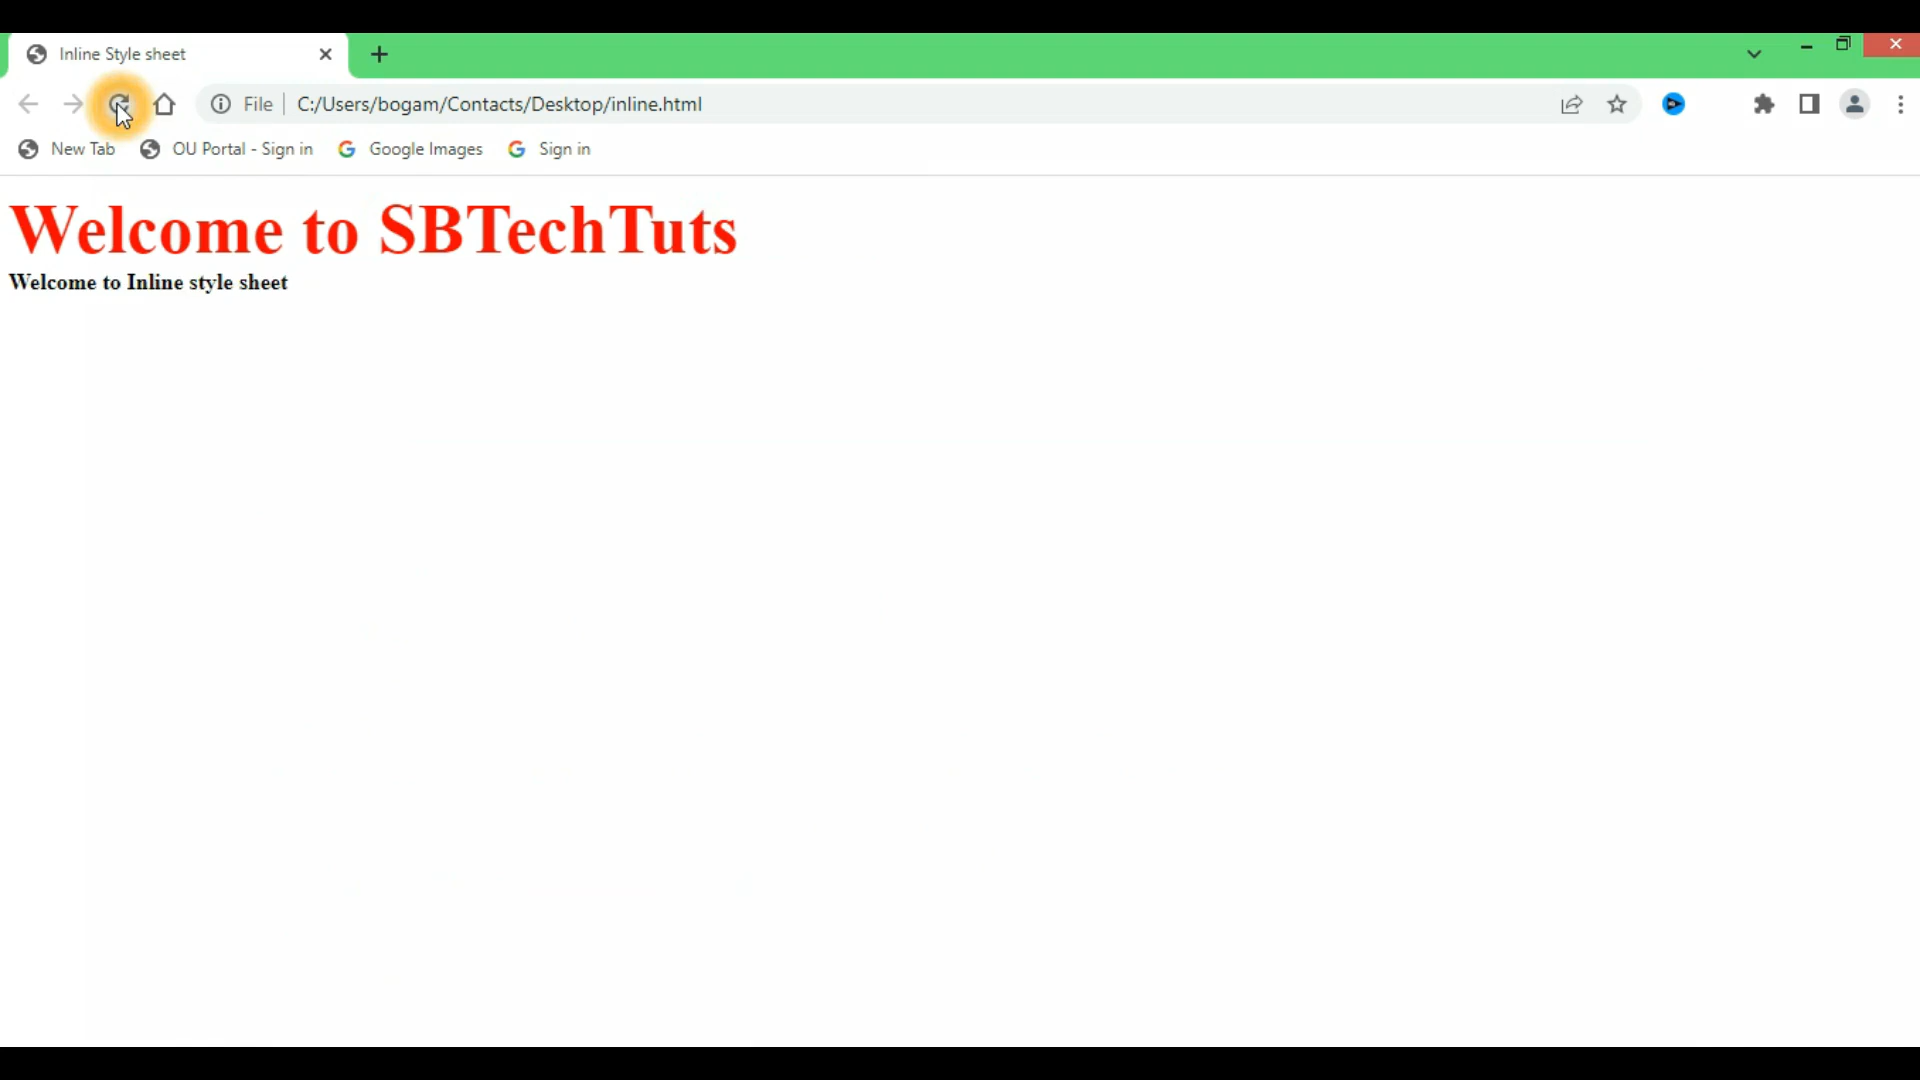 Inline Style sheet
File C:/Users/bogam/Contacts/Desktop/inline.html
New Tab OU Portal - Sign in Google Images Sign in
Welcome to SBTechTuts
Welcome to Inline style sheet